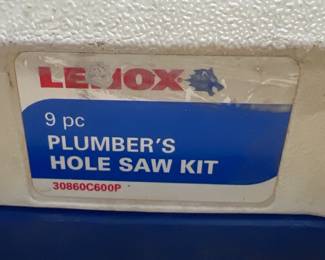 LENOX
9 pc
PLUMBER'S
HOLE SAW KIT
30860C600P